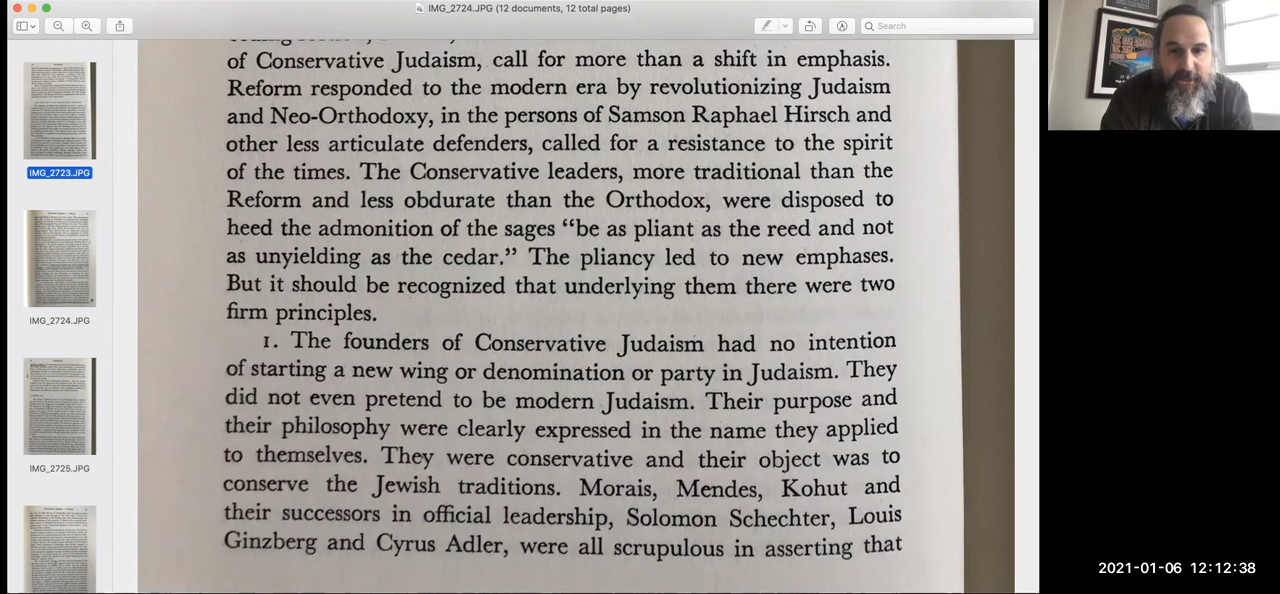 IMG_2724.JPG (12 documents, 12 total pages)
Search
IMG_2723.JPG
IMG_2724.JPG
IMG_2725.JPG
of Conservative Judaism, call for more than a shift in emphasis.
Reform responded to the modern era by revolutionizing Judaism
and Neo-Orthodoxy, in the persons of Samson Raphael Hirsch and
other less articulate defenders, called for a resistance to the spirit
of the times. The Conservative leaders, more traditional than the
Reform and less obdurate than the Orthodox, were disposed to
heed the admonition of the sages “be as pliant as the reed and not
as unyielding as the cedar.” The pliancy led to new emphases.
But it should be recognized that underlying them there were two
firm principles.
1. The founders of Conservative Judaism had no intention
of starting a new wing or denomination or party in Judaism. They
did not even pretend to be modern Judaism. Their purpose and
their philosophy were clearly expressed in the name they applied
to themselves. They were conservative and their object was to
conserve the Jewish traditions. Morais, Mendes, Kohut and
their successors in official leadership, Solomon Schechter, Louis
Ginzberg and Cyrus Adler, were all scrupulous in asserting that
2021-01-06 12:12:38